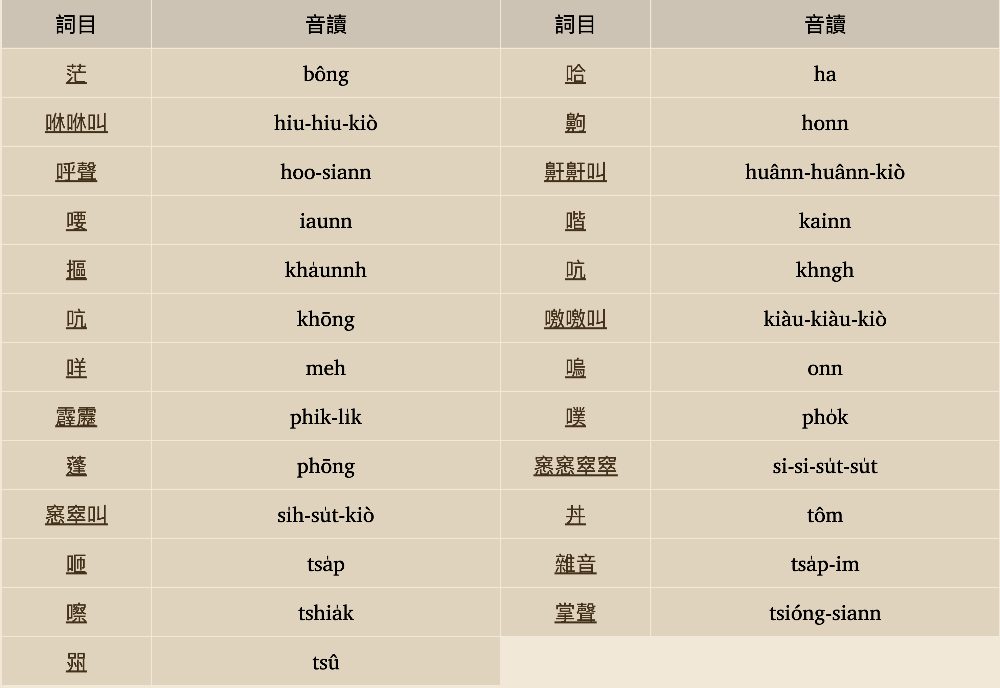 詞目 音讀 詞目 音讀
茫 bông 哈 ha
咻咻叫 hiu-hiu-kiò 齁 honn
呼聲 hoo-siann 鼾鼾叫 huânn-huânn-kiò
喓 iaunn 喈 kainn
摳 kha̍unnh 吭 khngh
吭 khōng 噭噭叫 kiàu-kiàu-kiò
咩 meh 嗚 onn
霹靂 phik-li̍k 噗 pho̍k
蓬 phōng 窸窸窣窣 si-si-su̍t-su̍t
窸窣叫 si̍h-su̍t-kiò 丼 tôm
咂 tsa̍p 雜音 tsa̍p-im
嚓 tshia̍k 掌聲 tsióng-siann
喌 tsû